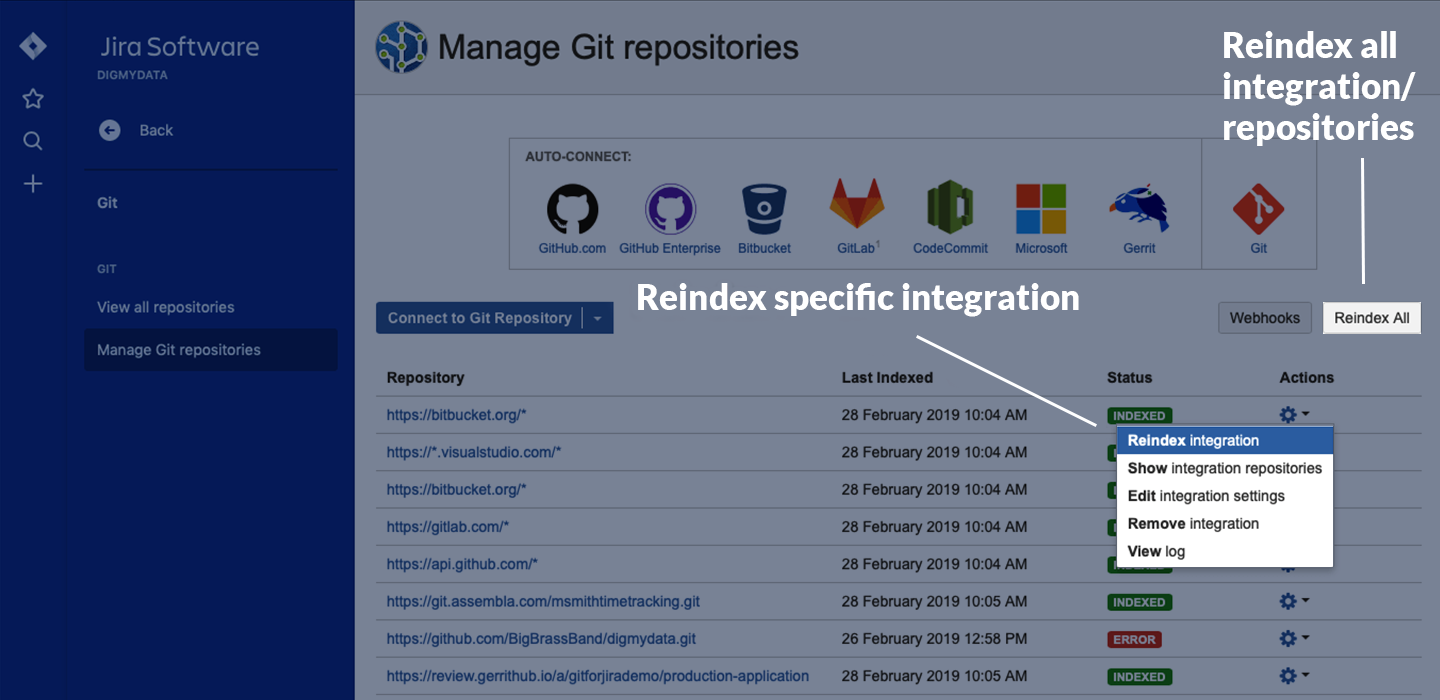 Jira Software
DIGMYDATA
Back
Git
GIT
View all repositories
Manage Git repositories
Manage Git repositories
Reindex all
integration/
repositories
AUTO-CONNECT:
GitHub.com GitHub Enterprise Bitbucket GitLab¹ CodeCommit Microsoft Gerrit Git
Reindex specific integration
Connect to Git Repository Webhooks Reindex All
Repository Last Indexed Status Actions
https://bitbucket.org/* 28 February 2019 10:04 AM INDEXED
https://*.visualstudio.com/* 28 February 2019 10:04 AM
https://bitbucket.org/* 28 February 2019 10:04 AM
https://gitlab.com/* 28 February 2019 10:04 AM
https://api.github.com/* 28 February 2019 10:04 AM
https://git.assembla.com/msmithtimetracking.git 28 February 2019 10:05 AM INDEXED
https://github.com/BigBrassBand/digmydata.git 26 February 2019 12:58 PM ERROR
https://review.gerrithub.io/a/gitforjirademo/production-application 28 February 2019 10:05 AM INDEXED
Reindex integration
Show integration repositories
Edit integration settings
Remove integration
View log